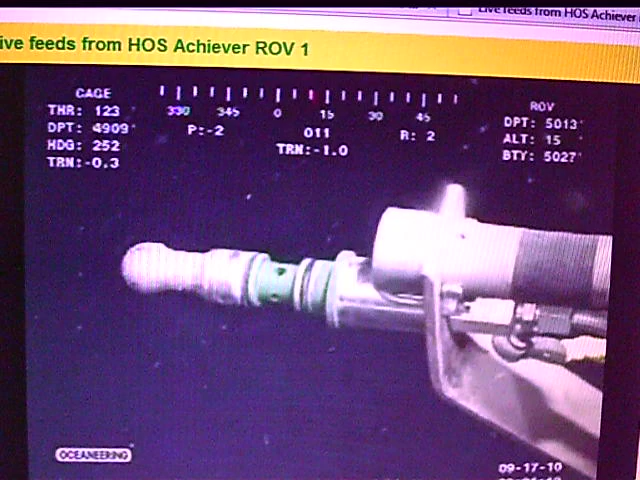 Live feeds from HOS Achiever
ive feeds from HOS Achiever ROV 1
CAGE
THR: 123
DPT: 4909'
HDG: 252
TRN:-0.3
330 345 0 15 30 45
P:-2 011 R: 2
TRN:-1.0
ROV
DPT: 5013'
ALT: 15
BTY: 5027'
OCEANEERING
09-17-10